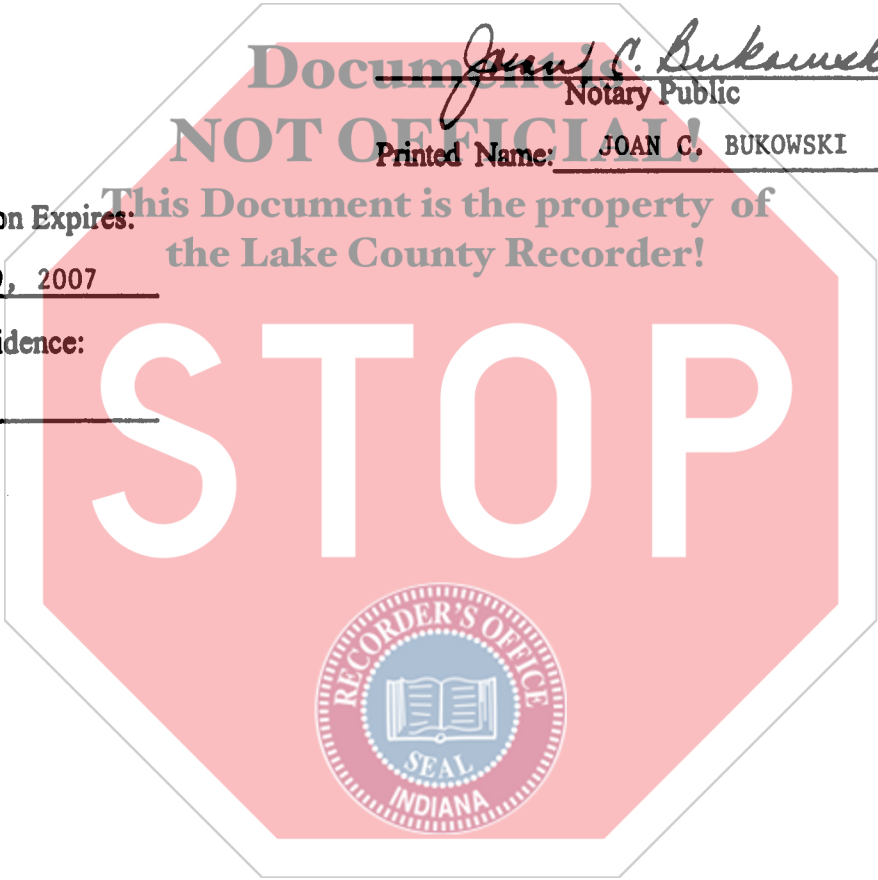 Document is
Joan C. Bukowsk
Notary Public
NOT OFFICIAL!
Printed Name: JOAN C. BUKOWSKI
This Document is the property of
on Expires:
the Lake County Recorder!
, 2007
idence:
STOP
RECORDER'S OFFICE
SEAL
INDIANA